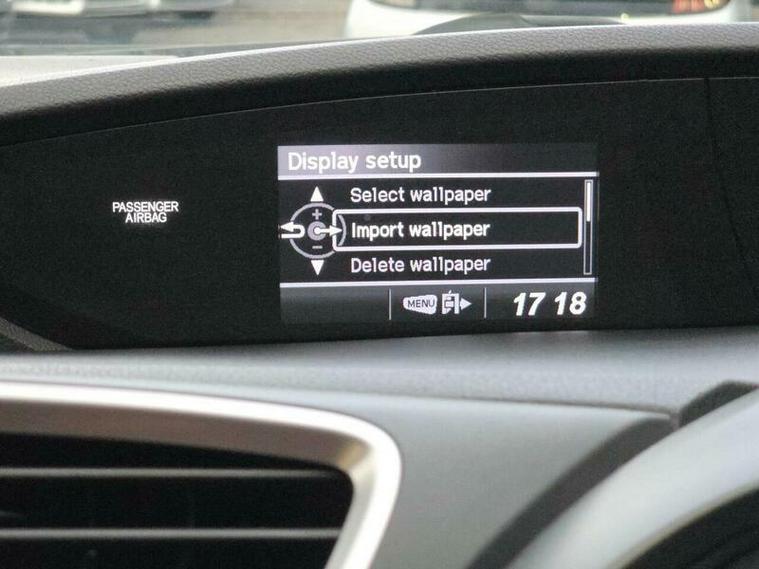 Display setup
Select wallpaper
Import wallpaper
Delete wallpaper
PASSENGER
AIRBAG
MENU
17 18